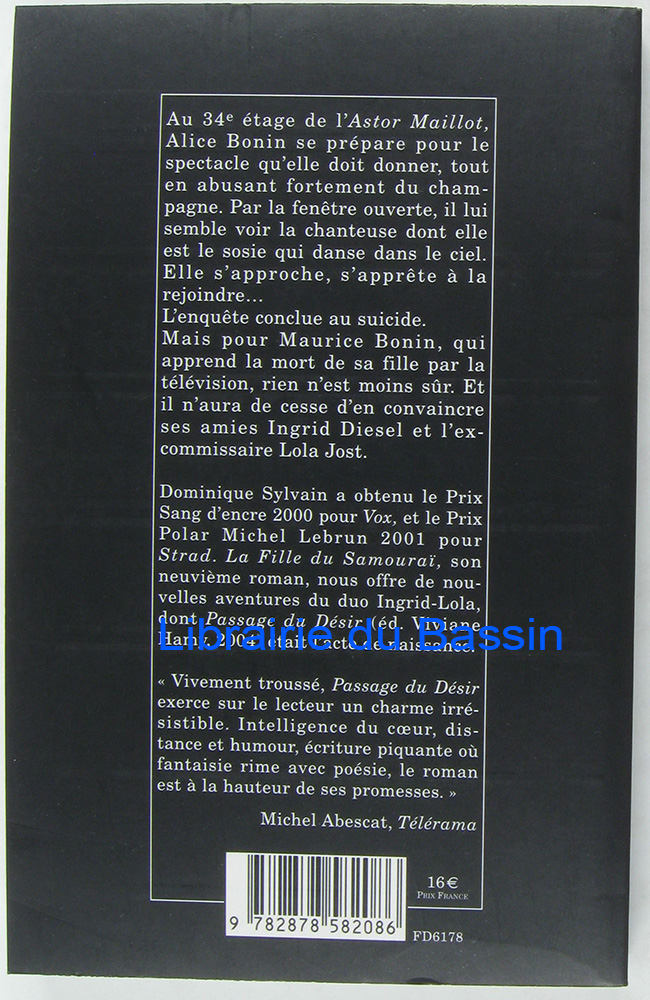 Au 34e étage de l'Astor Maillot,
Alice Bonin se prépare pour le
spectacle qu'elle doit donner, tout
en abusant fortement du cham-
pagne. Par la fenêtre ouverte, il lui
semble voir la chanteuse dont elle
est le sosie qui danse dans le ciel.
Elle s'approche, s'apprête à la
rejoindre…
L'enquête conclue au suicide.
Mais pour Maurice Bonin, qui
apprend la mort de sa fille par la
télévision, rien n'est moins sûr. Et
il n'aura de cesse d'en convaincre
ses amies Ingrid Diesel et l'ex-
commissaire Lola Jost.
Dominique Sylvain a obtenu le Prix
Sang d'encre 2000 pour Vox, et le Prix
Polar Michel Lebrun 2001 pour
Strad. La Fille du Samouraï, son
neuvième roman, nous offre de nou-
velles aventures du duo Ingrid-Lola,
dont Passage du Désir (éd. Viviane
Hamy, 2004) était l'acte de naissance.
Librairie du Bassin
« Vivement troussé, Passage du Désir
exerce sur le lecteur un charme irré-
sistible. Intelligence du cœur, dis-
tance et humour, écriture piquante où
fantaisie rime avec poésie, le roman
est à la hauteur de ses promesses. »
Michel Abescat, Télérama
16 €
PRIX FRANCE
9 782878 582086
FD6178